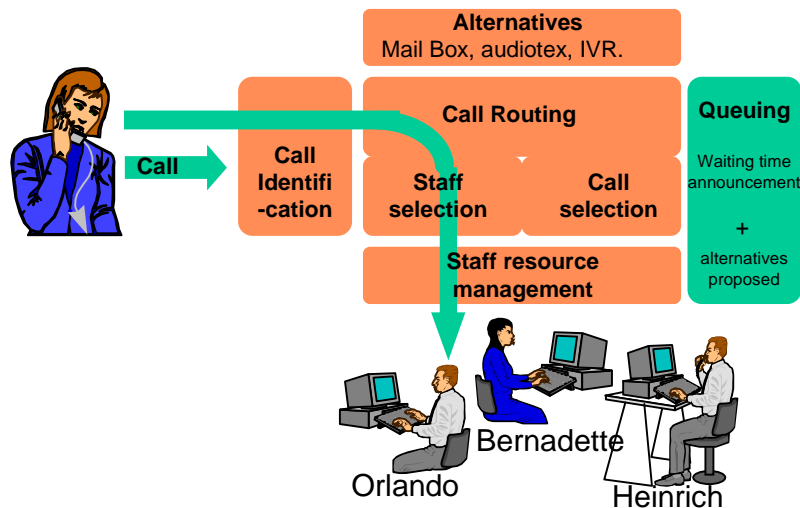 Alternatives
Mail Box, audiotex, IVR.
Call Routing
Queuing
Call
Call
Identifi
-cation
Staff
selection
Call
selection
Waiting time
announcement
+
alternatives
proposed
Staff resource
management
Bernadette
Orlando
Heinrich